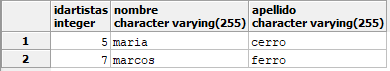 idartistas nombre apellido
integer character varying(255) character varying(255)
1 5 maria cerro
2 7 marcos ferro